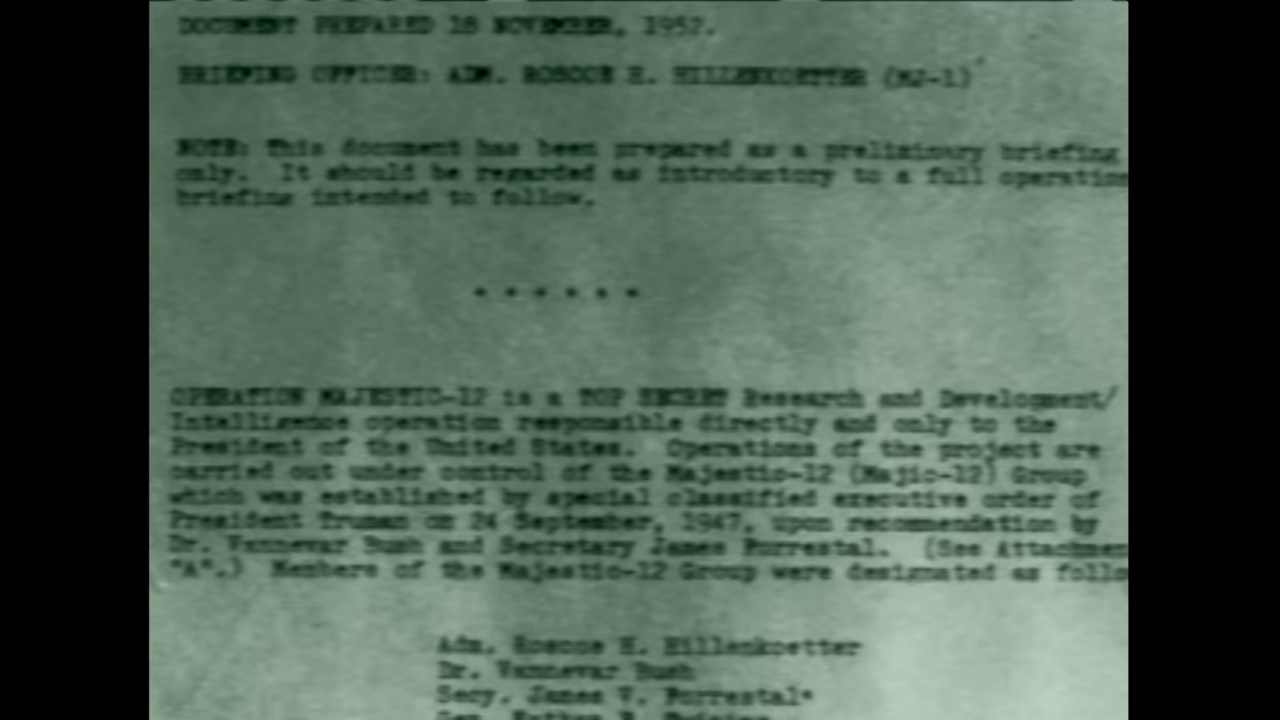 DOCUMENT PREPARED 18 NOVEMBER, 1952.
BRIEFING OFFICER: ADM. ROSCOE H. HILLENKOETTER (MJ-1)
NOTE: This document has been prepared as a preliminary briefing
only. It should be regarded as introductory to a full operation
briefing intended to follow.
* * * * * *
OPERATION MAJESTIC-12 is a TOP SECRET Research and Development/
Intelligence operation responsible directly and only to the
President of the United States. Operations of the project are
carried out under control of the Majestic-12 (Majic-12) Group
which was established by special classified executive order of
President Truman on 24 September, 1947, upon recommendation by
Dr. Vannevar Bush and Secretary James Forrestal. (See Attachmen
"A".) Members of the Majestic-12 Group were designated as follo
Adm. Roscoe H. Hillenkoetter
Dr. Vannevar Bush
Secy. James V. Forrestal*